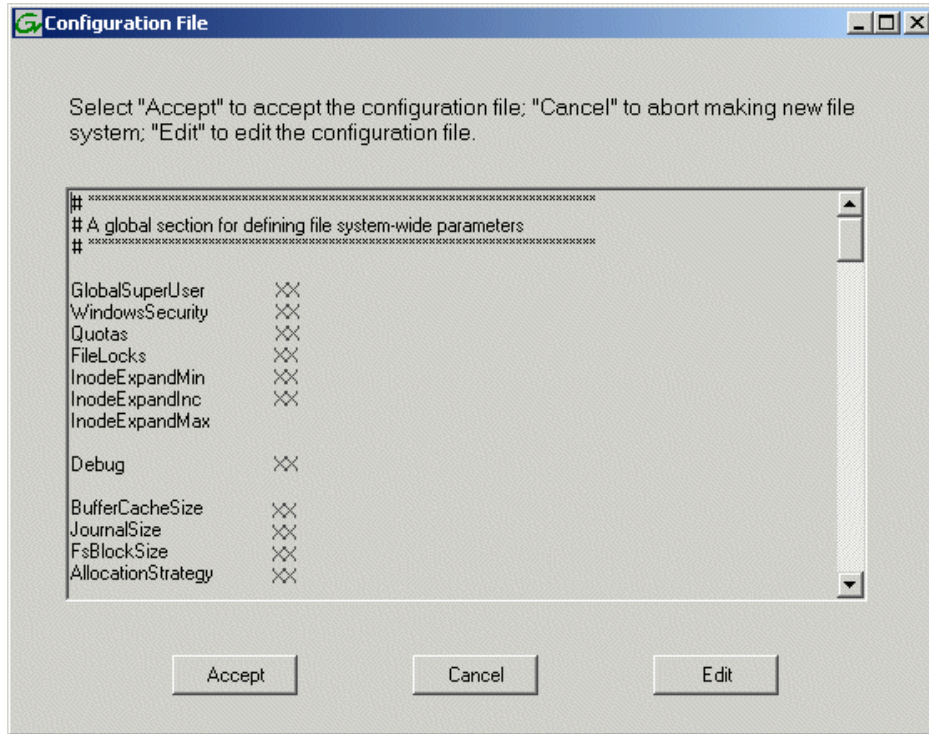 Configuration File
Select "Accept" to accept the configuration file; "Cancel" to abort making new file
system; "Edit" to edit the configuration file.
# ****************************************************************************
# A global section for defining file system-wide parameters
# ****************************************************************************
GlobalSuperUser XX
WindowsSecurity XX
Quotas XX
FileLocks XX
InodeExpandMin XX
InodeExpandInc XX
InodeExpandMax
Debug XX
BufferCacheSize XX
JournalSize XX
FsBlockSize XX
AllocationStrategy XX
Accept Cancel Edit